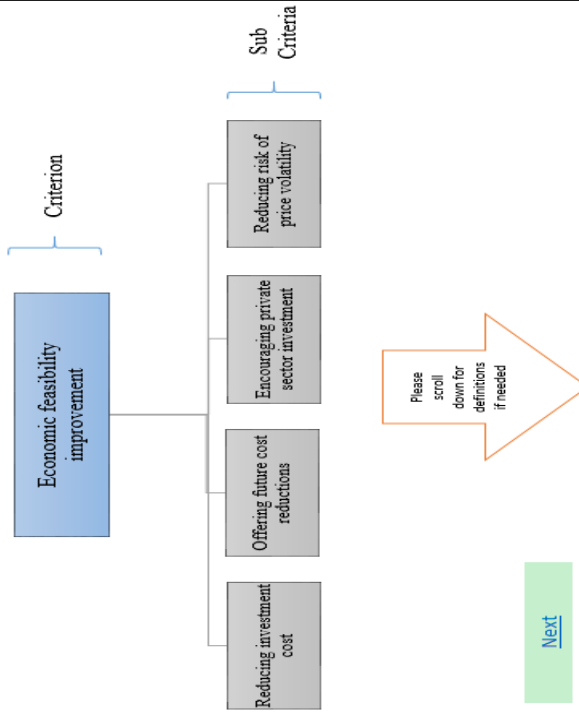 Economic feasibility
improvement
Criterion
Reducing investment
cost
Offering future cost
reductions
Encouraging private
sector investment
Reducing risk of
price volatility
Sub
Criteria
Please
scroll
down for
definitions
if needed
Next